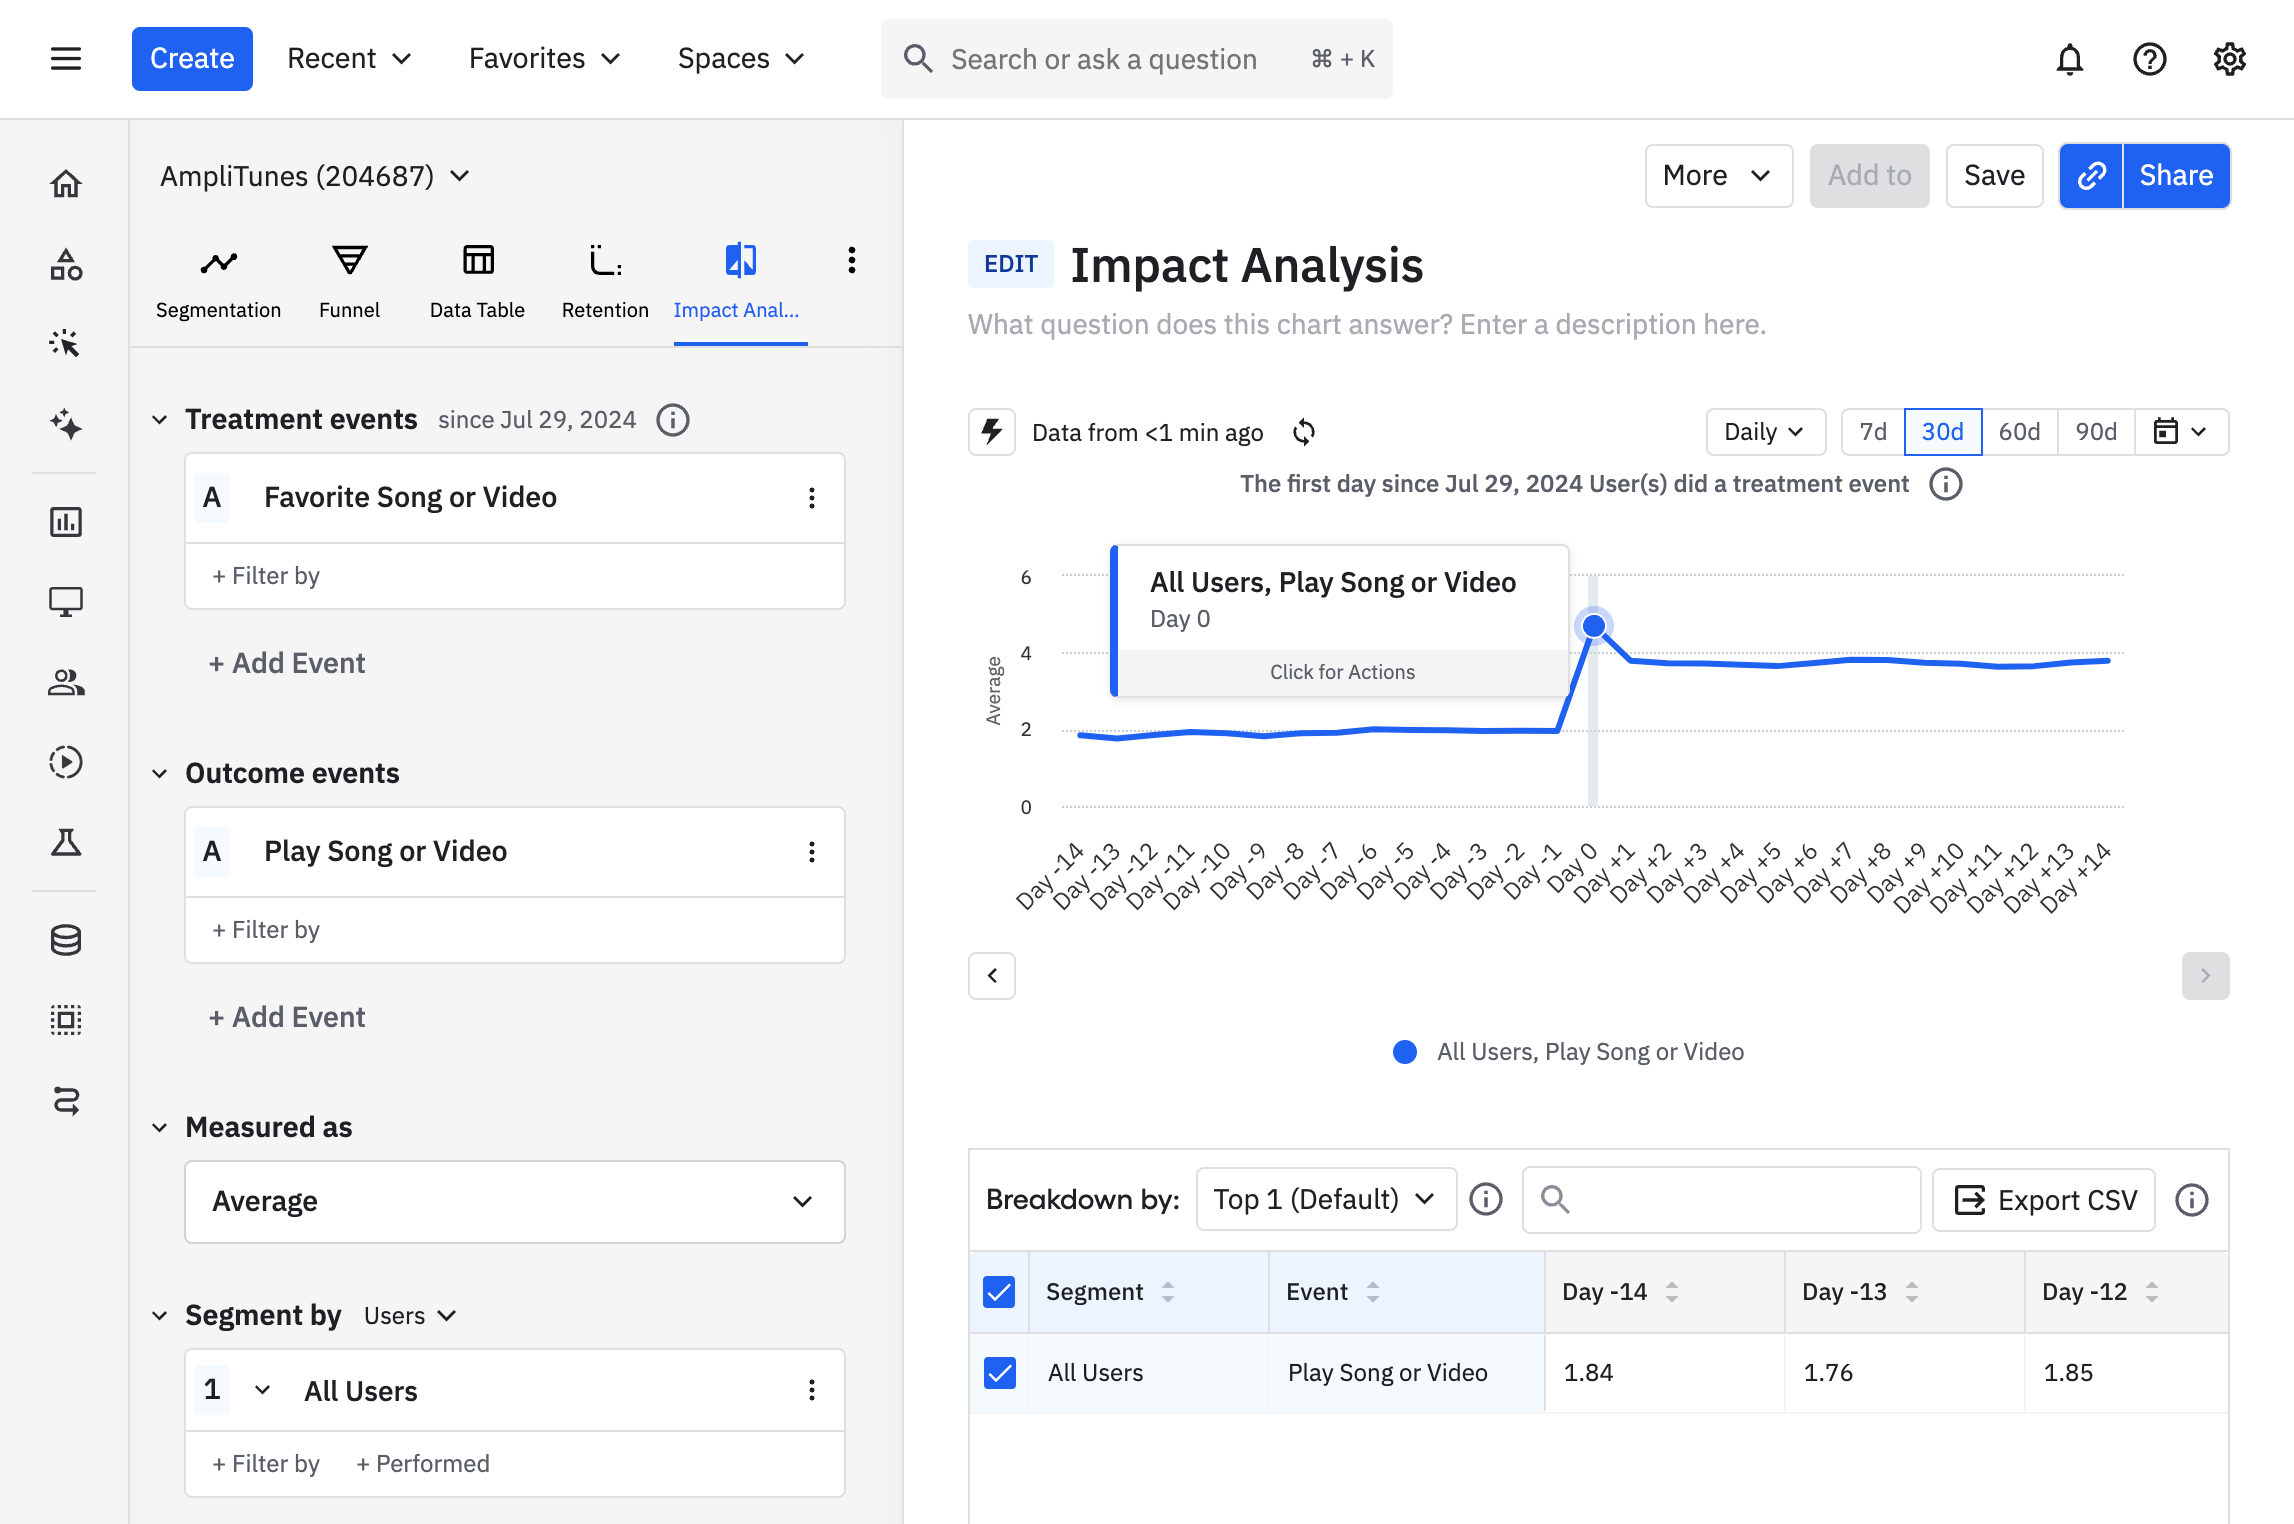 Create Recent Favorites Spaces Search or ask a question ⌘ + K
AmpliTunes (204687)
Segmentation Funnel Data Table Retention Impact Anal...
Treatment events since Jul 29, 2024
A Favorite Song or Video
+ Filter by
+ Add Event
Outcome events
A Play Song or Video
+ Filter by
+ Add Event
Measured as
Average
Segment by Users
1 All Users
+ Filter by + Performed
More Add to Save Share
EDIT Impact Analysis
What question does this chart answer? Enter a description here.
Data from <1 min ago Daily 7d 30d 60d 90d
The first day since Jul 29, 2024 User(s) did a treatment event
All Users, Play Song or Video
Day 0
Click for Actions
Average
6
4
2
0
Day -14 Day -13 Day -12 Day -11 Day -10 Day -9 Day -8 Day -7 Day -6 Day -5 Day -4 Day -3 Day -2 Day -1 Day 0 Day +1 Day +2 Day +3 Day +4 Day +5 Day +6 Day +7 Day +8 Day +9 Day +10 Day +11 Day +12 Day +13 Day +14
All Users, Play Song or Video
Breakdown by: Top 1 (Default) Export CSV
Segment Event Day -14 Day -13 Day -12
All Users Play Song or Video 1.84 1.76 1.85